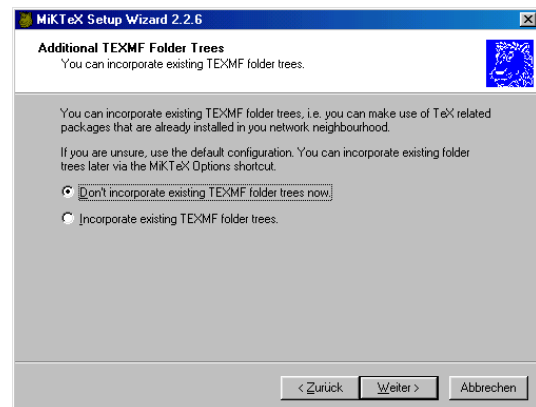 MiKTeX Setup Wizard 2.2.6
Additional TEXMF Folder Trees
You can incorporate existing TEXMF folder trees.
You can incorporate existing TEXMF folder trees, i.e. you can make use of TeX related
packages that are already installed in you network neighbourhood.
If you are unsure, use the default configuration. You can incorporate existing folder
trees later via the MiKTeX Options shortcut.
Don't incorporate existing TEXMF folder trees now.
Incorporate existing TEXMF folder trees.
< Zurück Weiter > Abbrechen